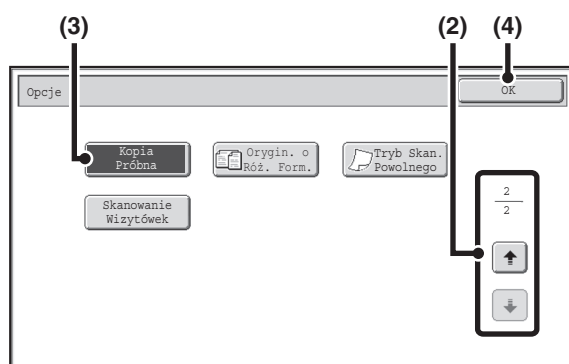 (3)
(2)
(4)
Opcje
OK
Kopia
Próbna
Orygin. o
Róż. Form.
Tryb Skan.
Powolnego
Skanowanie
Wizytówek
2
2